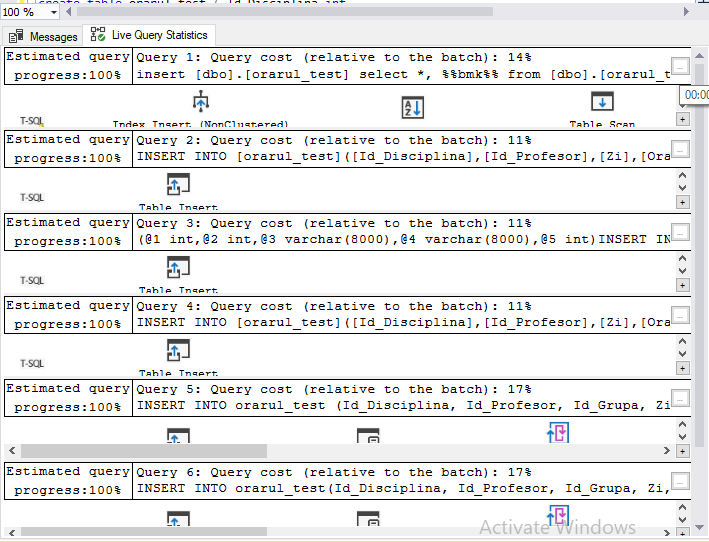 create table orarul_test ( Id_Disciplina int,
100 %
Messages
Live Query Statistics
Estimated query progress:100%
Query 1: Query cost (relative to the batch): 14%
insert [dbo].[orarul_test] select *, %%bmk%% from [dbo].[orarul_t
...
00:00
T-SQL
Index Insert (NonClustered)
A
Z
Table Scan
Estimated query progress:100%
Query 2: Query cost (relative to the batch): 11%
INSERT INTO [orarul_test]([Id_Disciplina],[Id_Profesor],[Zi],[Ora
...
T-SQL
Table Insert
Estimated query progress:100%
Query 3: Query cost (relative to the batch): 11%
(@1 int,@2 int,@3 varchar(8000),@4 varchar(8000),@5 int)INSERT IN
...
T-SQL
Table Insert
Estimated query progress:100%
Query 4: Query cost (relative to the batch): 11%
INSERT INTO [orarul_test]([Id_Disciplina],[Id_Profesor],[Zi],[Ora
...
T-SQL
Table Insert
Estimated query progress:100%
Query 5: Query cost (relative to the batch): 17%
INSERT INTO orarul_test (Id_Disciplina, Id_Profesor, Id_Grupa, Zi
...
Estimated query progress:100%
Query 6: Query cost (relative to the batch): 17%
INSERT INTO orarul_test(Id_Disciplina, Id_Profesor, Id_Grupa, Zi,
...
Activate Windows